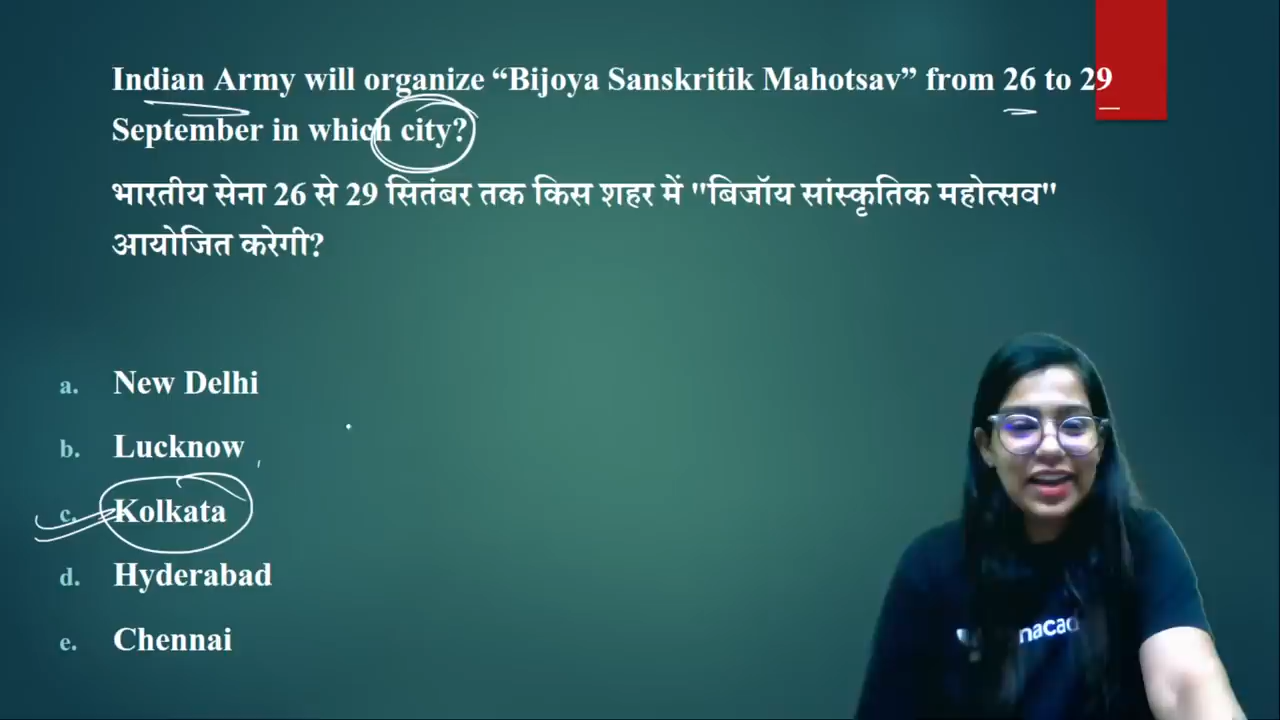 Indian Army will organize “Bijoya Sanskritik Mahotsav” from 26 to 29
September in which city?
भारतीय सेना 26 से 29 सितंबर तक किस शहर में "बिजॉय सांस्कृतिक महोत्सव"
आयोजित करेगी?
a. New Delhi
b. Lucknow
c. Kolkata
d. Hyderabad
e. Chennai